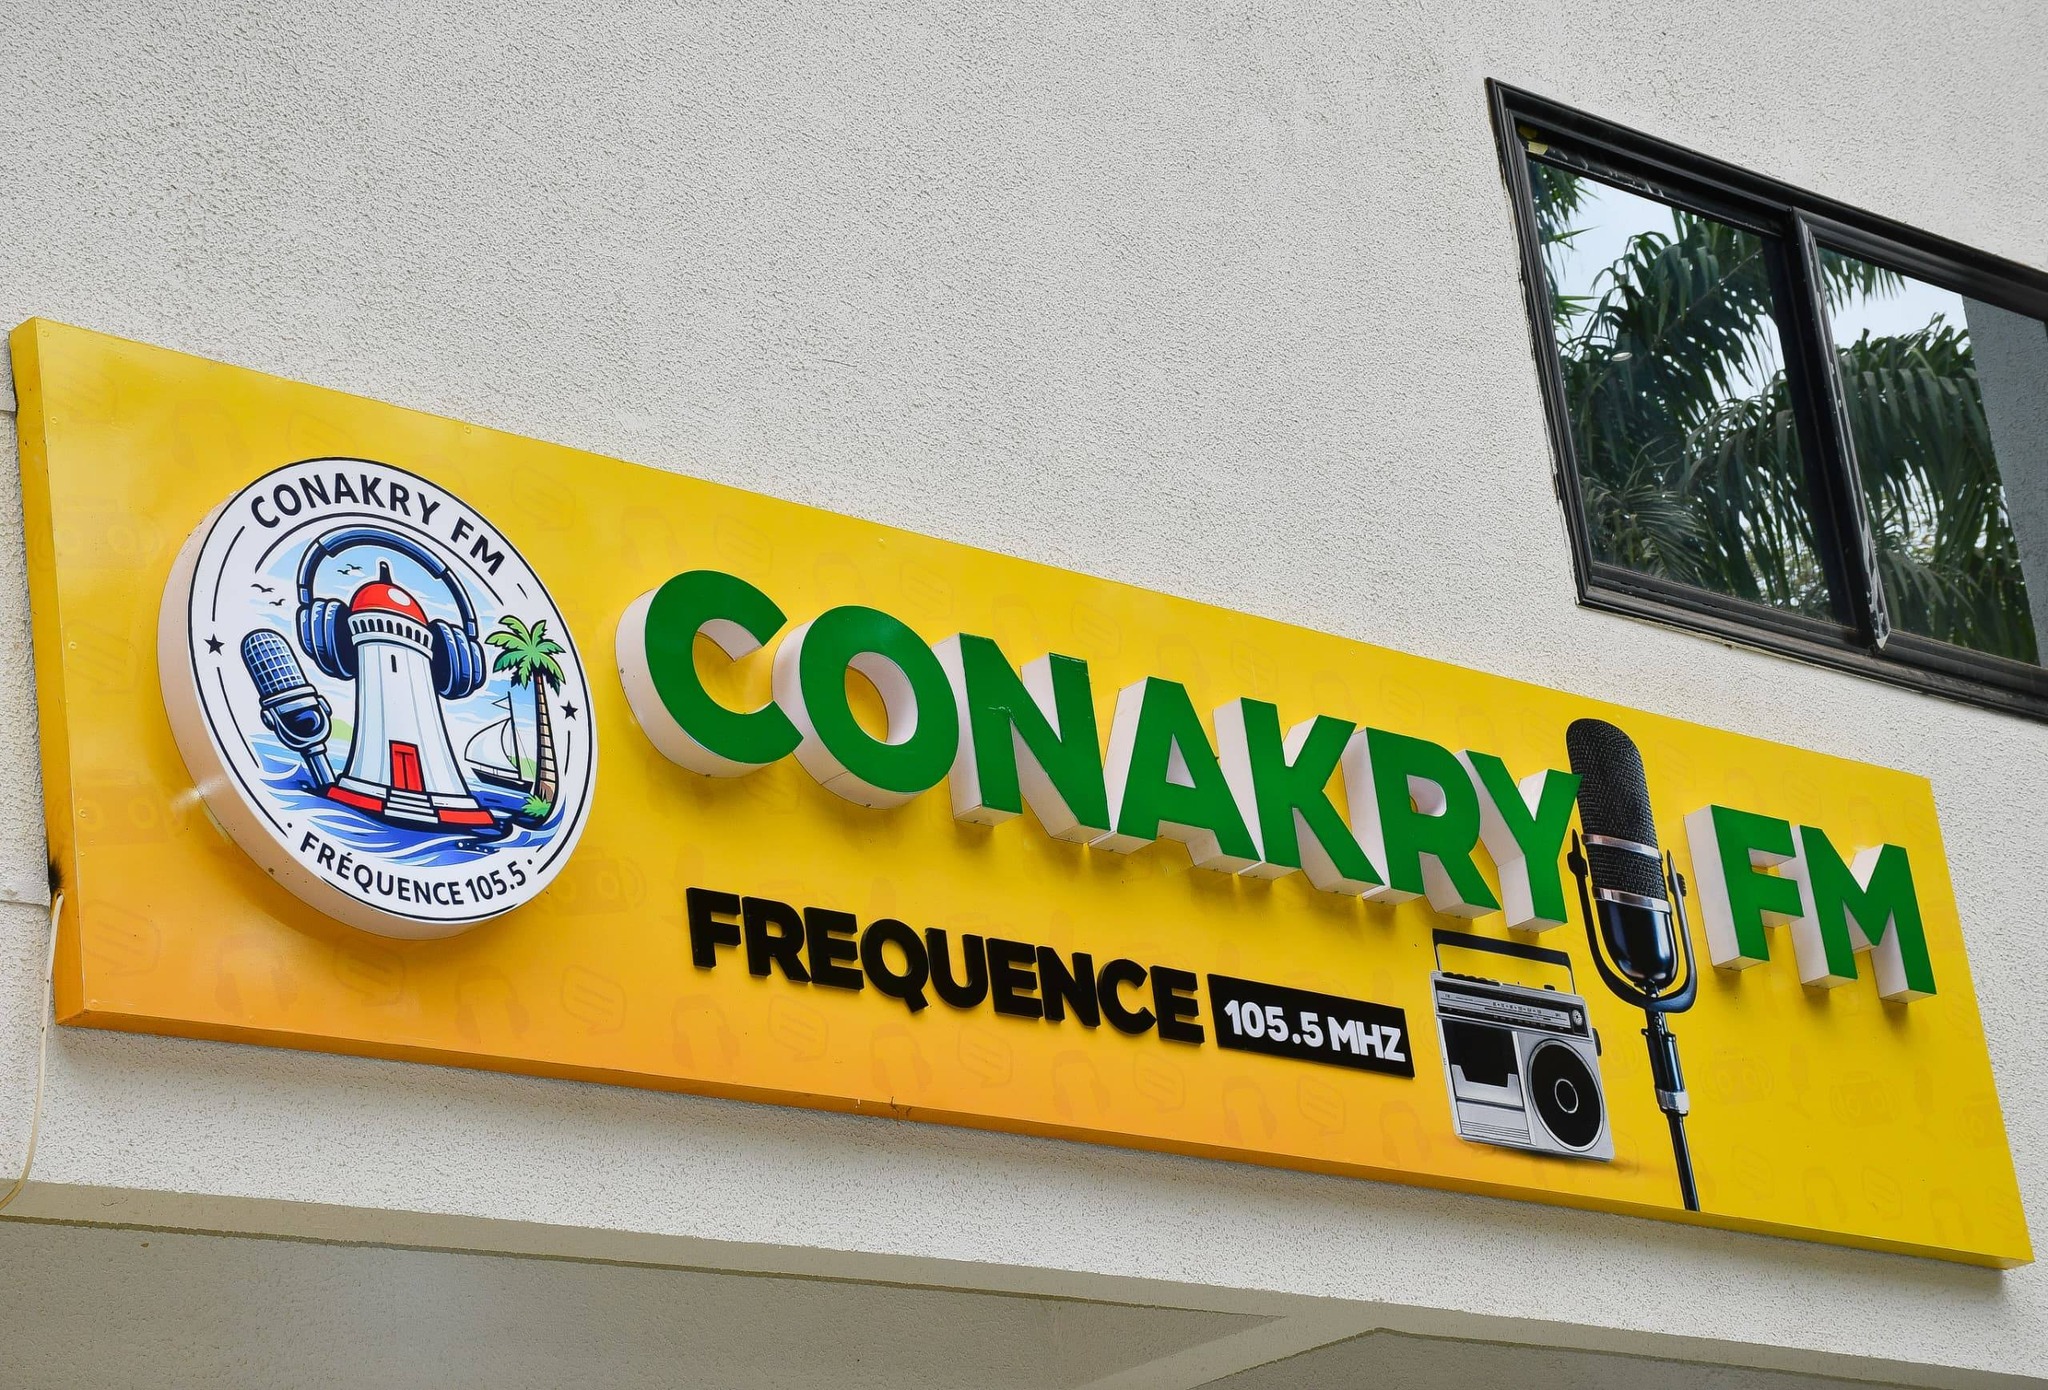 CONAKRY FM
FRÉQUENCE 105.5
CONAKRY FM
FREQUENCE 105.5 MHZ